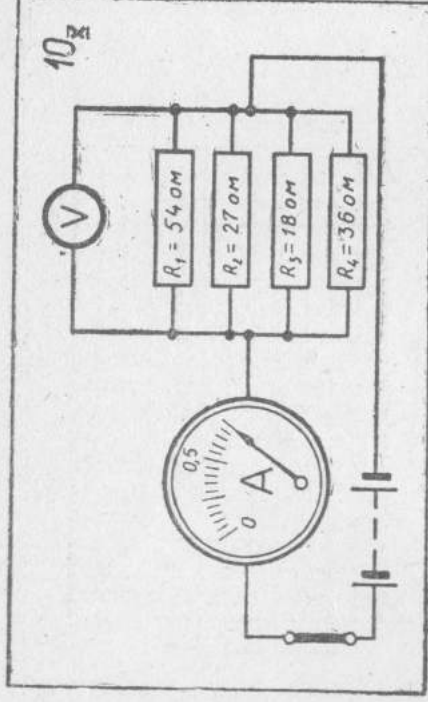 10
V
R₁ = 54 ом
R₂ = 27 ом
R₃ = 18 ом
R₄ = 36 ом
0
0,5
A